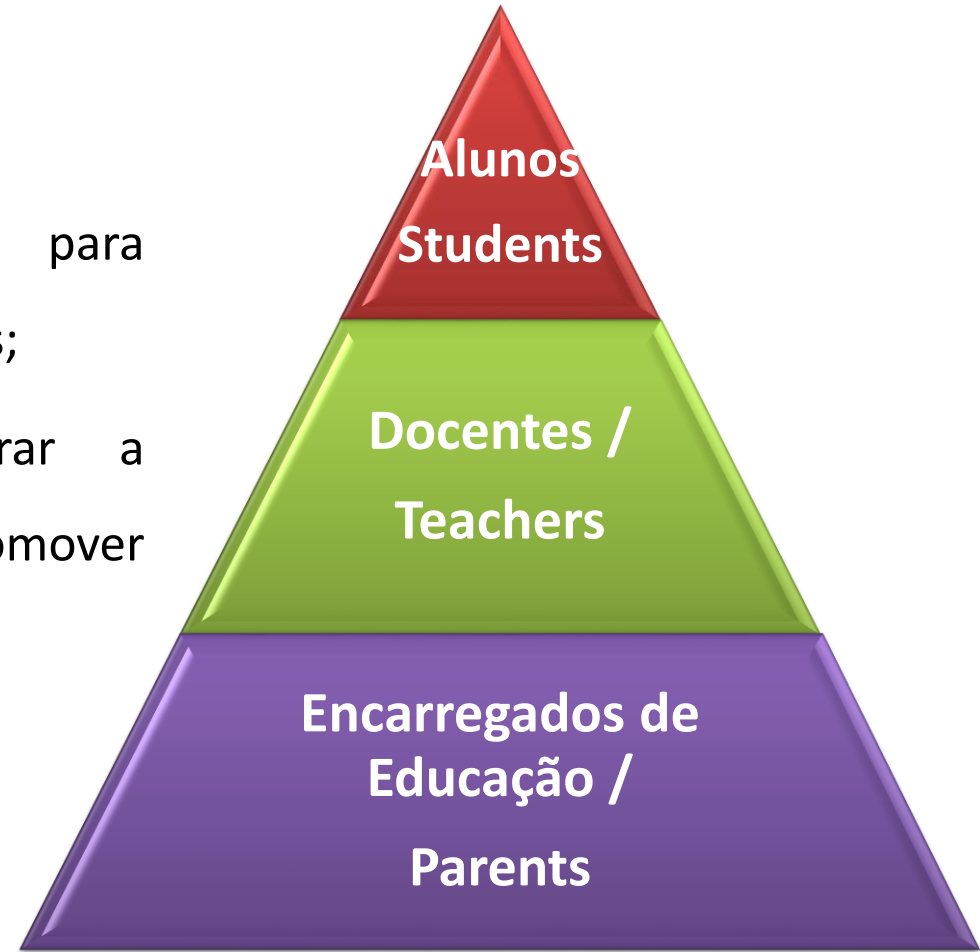 para
Alunos
Students
a
Docentes /
Teachers
Encarregados de
Educação /
Parents